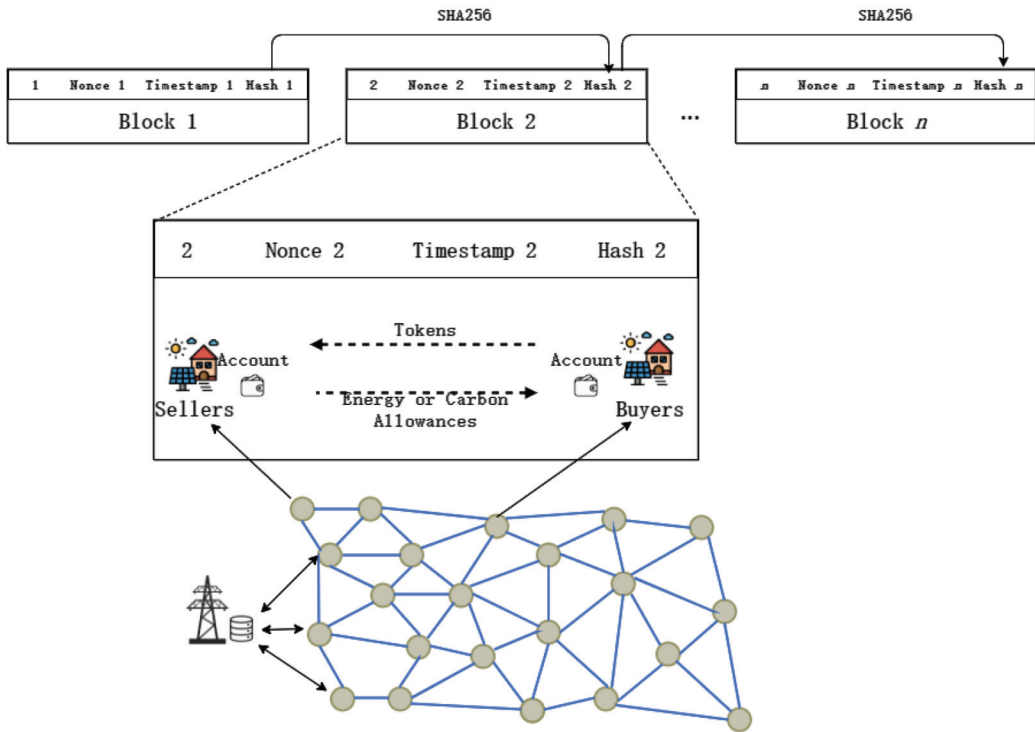 SHA256 SHA256
1 Nonce 1 Timestamp 1 Hash 1 2 Nonce 2 Timestamp 2 Hash 2 n Nonce n Timestamp n Hash n
Block 1 Block 2 ... Block n
2 Nonce 2 Timestamp 2 Hash 2
Tokens
Account Account
Energy or Carbon
Allowances
Sellers Buyers